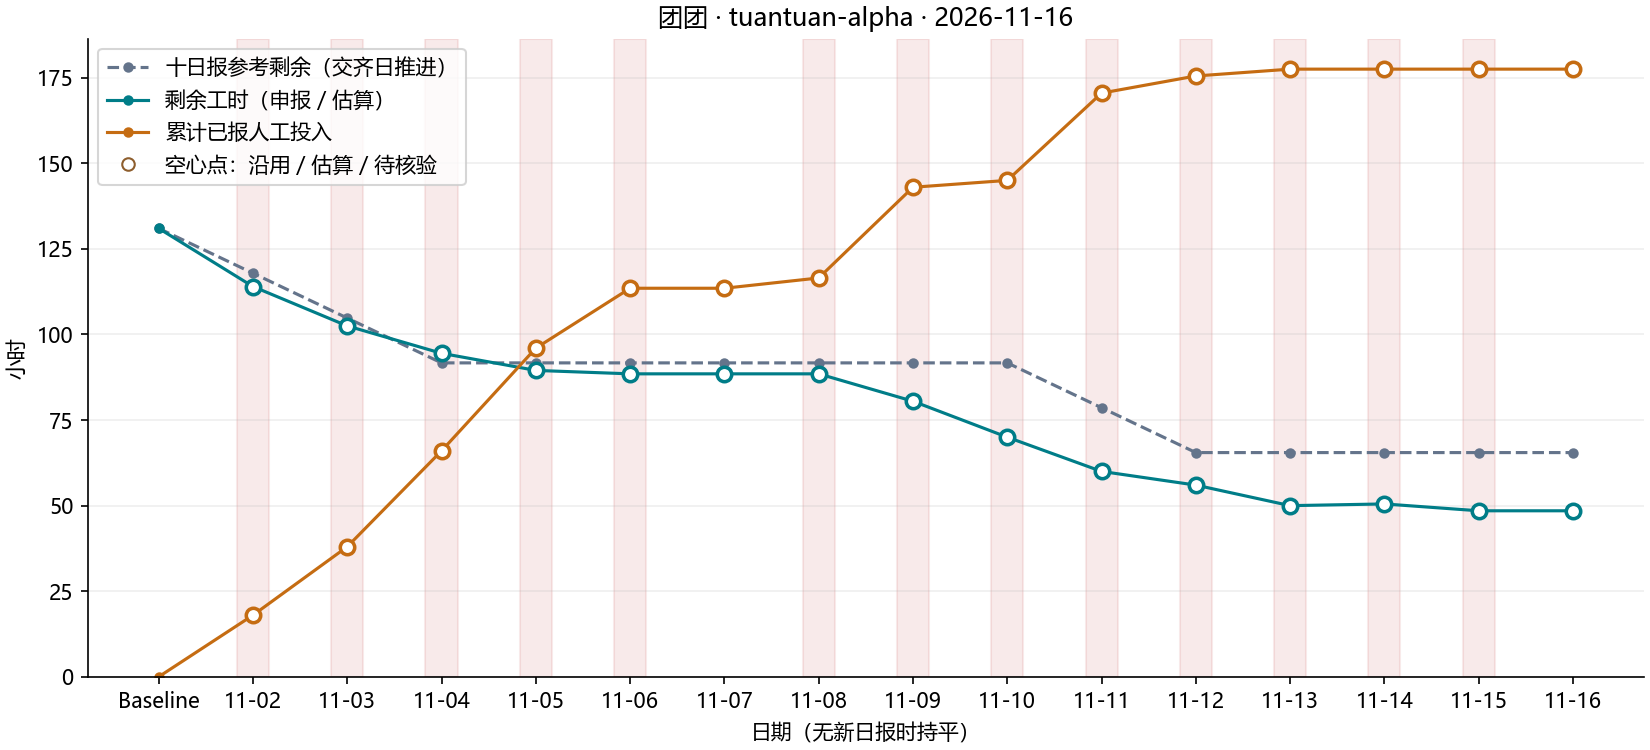 团团 · tuantuan-alpha · 2026-11-16
十日报参考剩余（交齐日推进）
剩余工时（申报 / 估算）
累计已报人工投入
空心点：沿用 / 估算 / 待核验
小时
175
150
125
100
75
50
25
0
Baseline 11-02 11-03 11-04 11-05 11-06 11-07 11-08 11-09 11-10 11-11 11-12 11-13 11-14 11-15 11-16
日期（无新日报时持平）